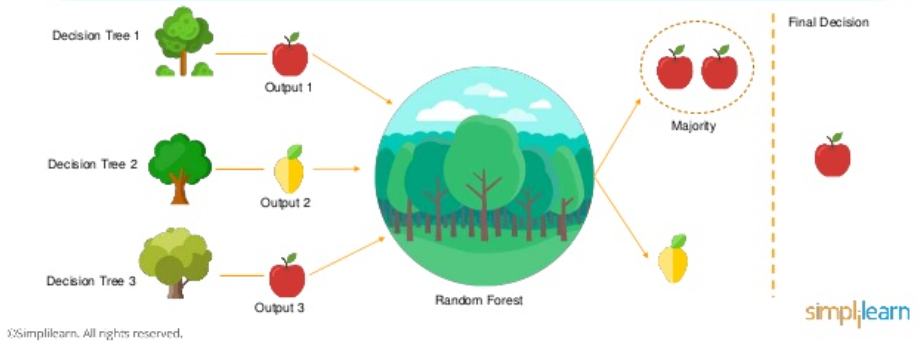 Decision Tree 1
Output 1
Decision Tree 2
Output 2
Decision Tree 3
Output 3
Random Forest
Majority
Final Decision
simplilearn
©Simplilearn. All rights reserved.